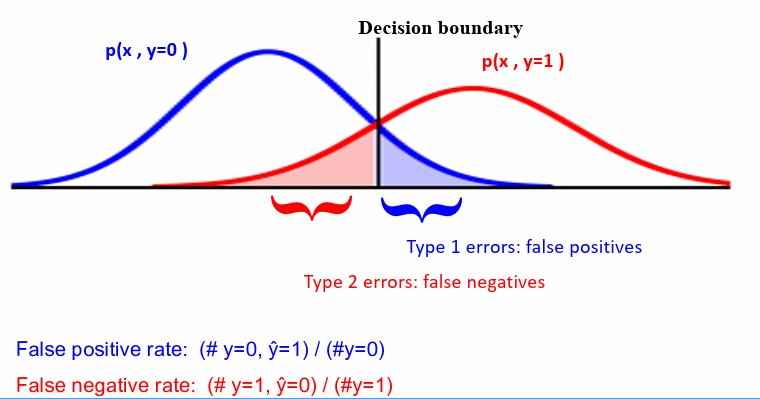 Decision boundary
p(x , y=0 )
p(x , y=1 )
Type 1 errors: false positives
Type 2 errors: false negatives
False positive rate: (# y=0, ŷ=1) / (#y=0)
False negative rate: (# y=1, ŷ=0) / (#y=1)